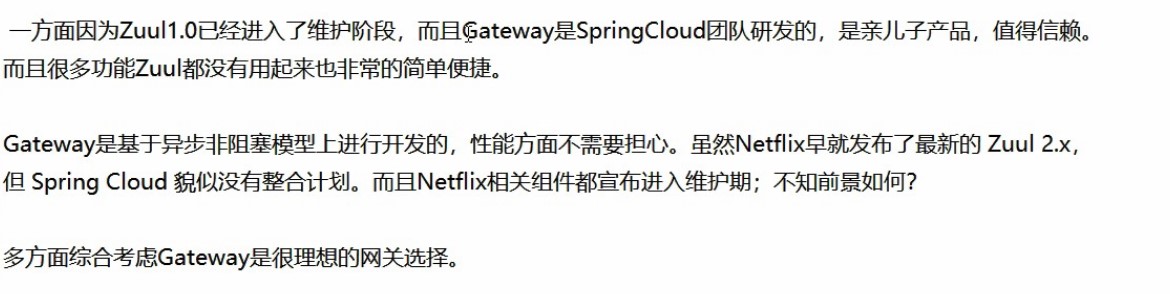 一方面因为Zuul1.0已经进入了维护阶段，而且Gateway是SpringCloud团队研发的，是亲儿子产品，值得信赖。
而且很多功能Zuul都没有用起来也非常的简单便捷。
Gateway是基于异步非阻塞模型上进行开发的，性能方面不需要担心。虽然Netflix早就发布了最新的 Zuul 2.x，
但 Spring Cloud 貌似没有整合计划。而且Netflix相关组件都宣布进入维护期；不知前景如何？
多方面综合考虑Gateway是很理想的网关选择。